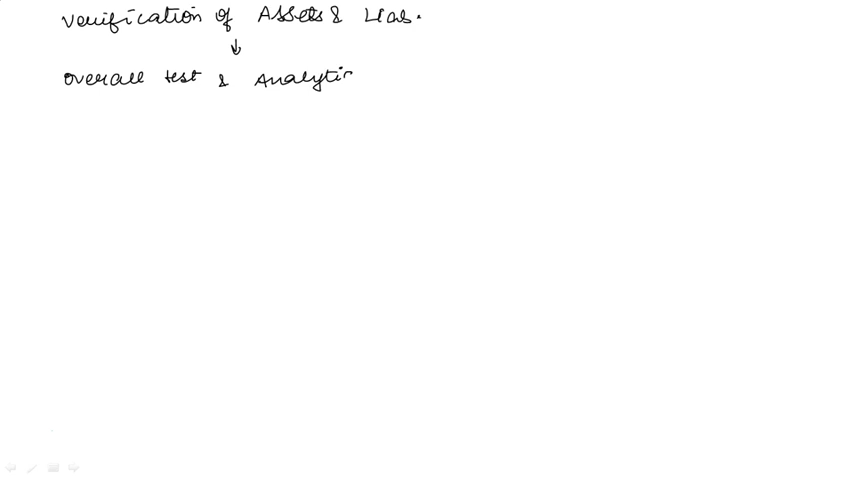 Verification of Assets & Liab.
↓
Overall test & Analytic